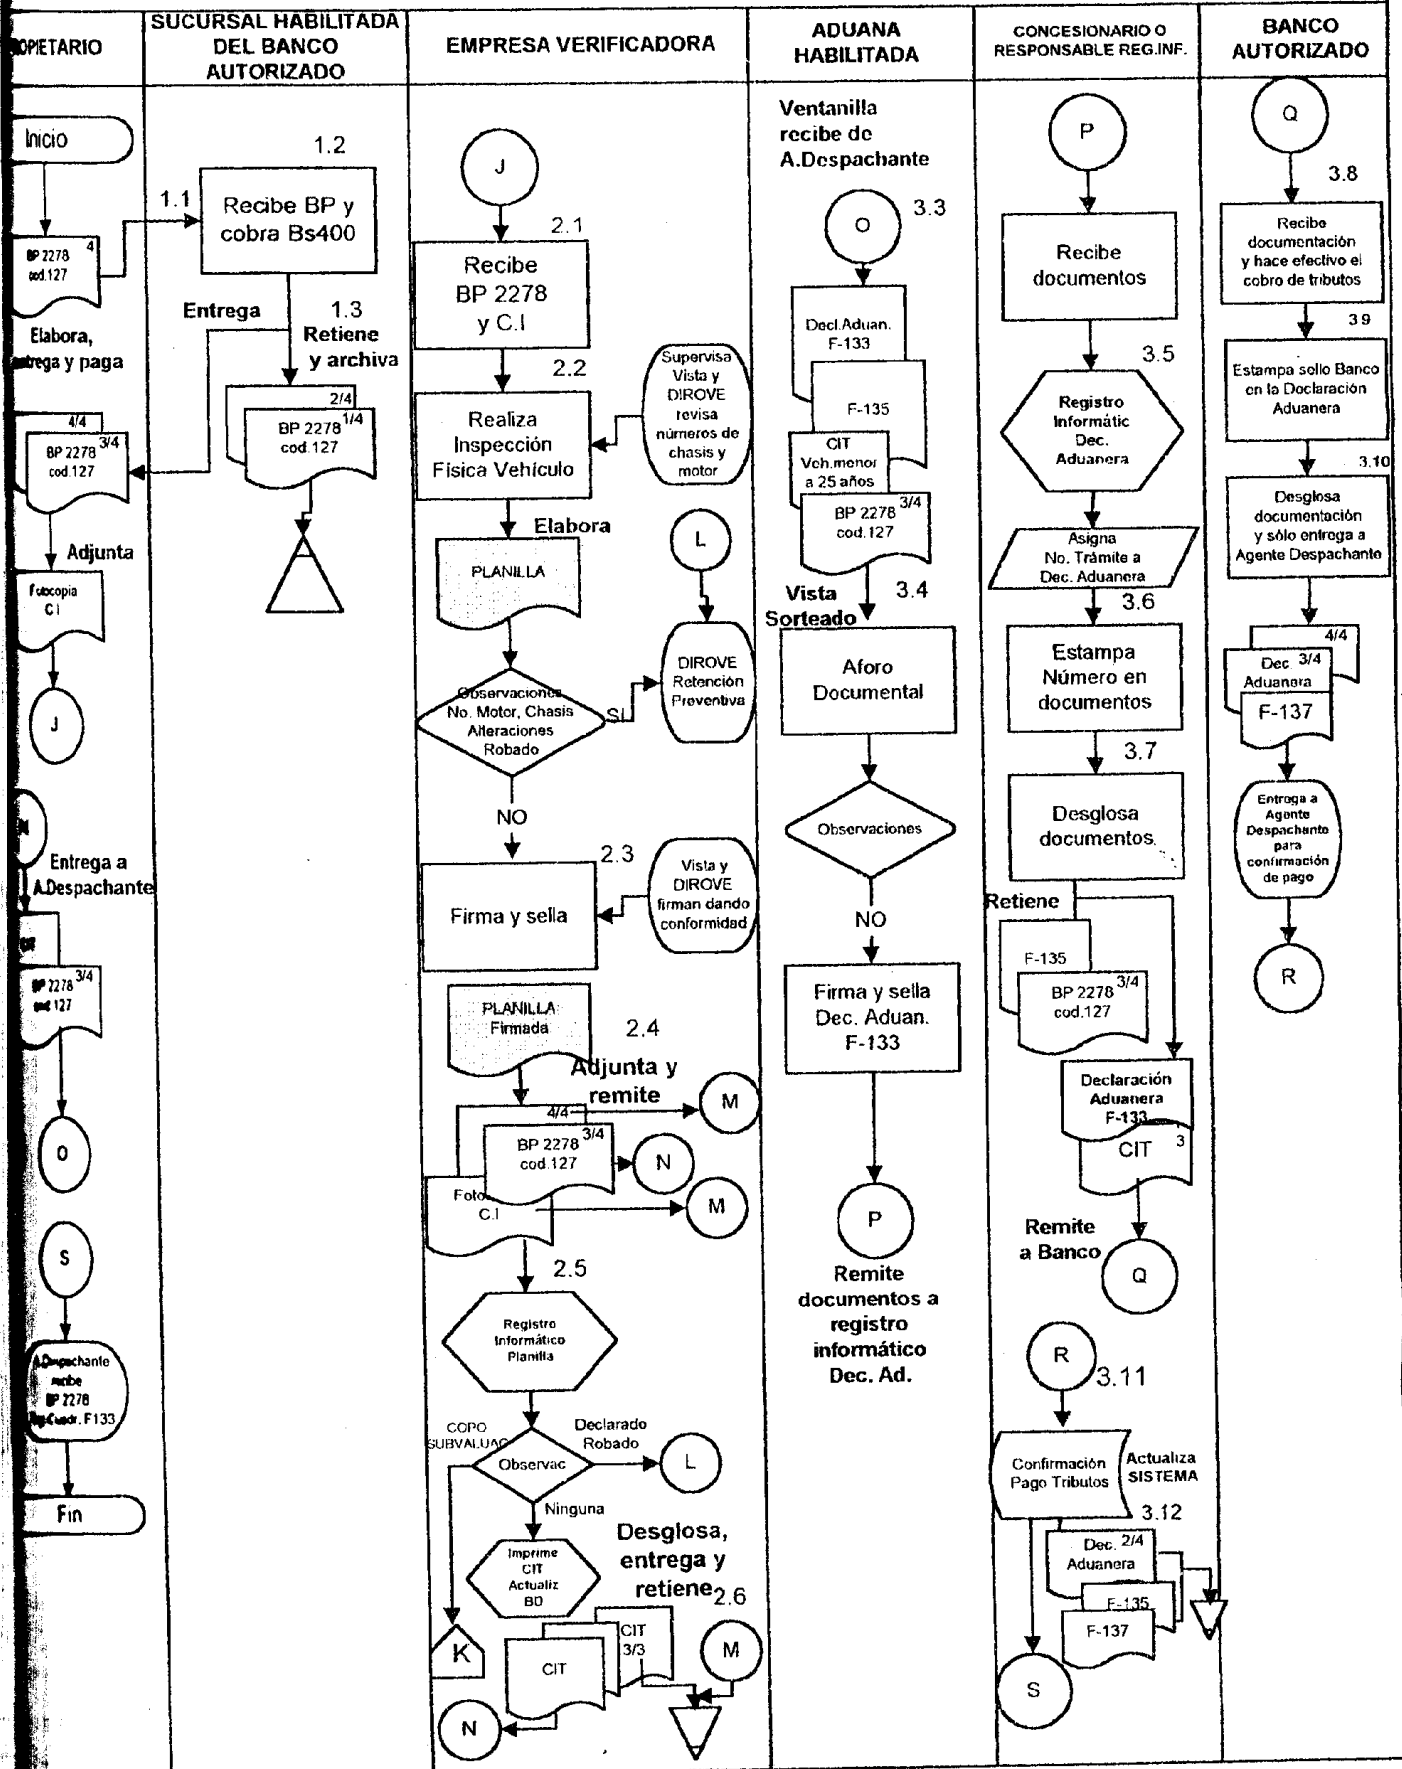 OPIETARIO
SUCURSAL HABILITADA
DEL BANCO
AUTORIZADO
EMPRESA VERIFICADORA
ADUANA
HABILITADA
CONCESIONARIO O
RESPONSABLE REG.INF.
BANCO
AUTORIZADO
Inicio
BP 2278 4
cod.127
Elabora,
entrega y paga
4/4
BP 2278 3/4
cod.127
Adjunta
Fotocopia
C I
J
N
Entrega a
A.Despachante
BP 2278 3/4
cod 127
O
S
A.Despachante
recibe
BP 2278
F133
Fin
1.1
1.2
Recibe BP y
cobra Bs400
Entrega
1.3
Retiene
y archiva
2/4
BP 2278 1/4
cod.127
J
2.1
Recibe
BP 2278
y C.I
2.2
Realiza
Inspección
Física Vehículo
Supervisa
Vista y
DIROVE
revisa
números de
chasis y
motor
Elabora
PLANILLA
L
Observaciones
No. Motor, Chasis
Alteraciones
Robado
SI
DIROVE
Retención
Preventiva
NO
2.3
Firma y sella
Vista y
DIROVE
firman dando
conformidad
PLANILLA
Firmada
2.4
Adjunta y
remite
4/4
M
BP 2278 3/4
cod.127
N
Foto
C.I
M
2.5
Registro
Informático
Planilla
COPO
SUBVALUAC
Declarado
Robado
Observac
L
Ninguna
Imprime
CIT
Actualiz
BD
Desglosa,
entrega y
retiene
2.6
K
CIT
3/3
CIT
M
N
Ventanilla
recibe de
A.Despachante
O
3.3
Decl.Aduan.
F-133
F-135
CIT
Veh.menor
a 25 años
BP 2278 3/4
cod.127
Vista
Sorteado
3.4
Aforo
Documental
Observaciones
NO
Firma y sella
Dec. Aduan.
F-133
P
Remite
documentos a
registro
informático
Dec. Ad.
P
Recibe
documentos
3.5
Registro
Informátic
Dec.
Aduanera
Asigna
No. Trámite a
Dec. Aduanera
3.6
Estampa
Número en
documentos
3.7
Desglosa
documentos
Retiene
F-135
BP 2278 3/4
cod.127
Declaración
Aduanera
F-133
CIT 3
Remite
a Banco
Q
R
3.11
Confirmación
Pago Tributos
Actualiza
SISTEMA
3.12
Dec. 2/4
Aduanera
F-135
F-137
S
Q
3.8
Recibe
documentación
y hace efectivo el
cobro de tributos
3 9
Estampa sello Banco
en la Declaración
Aduanera
3.10
Desglosa
documentación
y sólo entrega a
Agente Despachante
4/4
Dec. 3/4
Aduanera
F-137
Entrega a
Agente
Despachante
para
confirmación
de pago
R